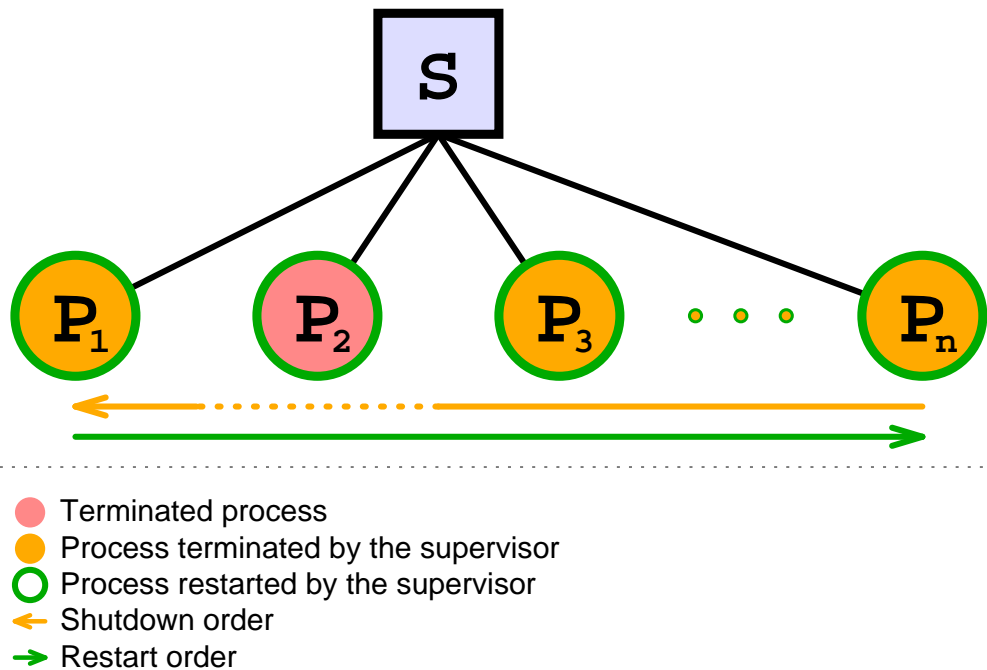 S
P1 P2 P3 Pn
Terminated process
Process terminated by the supervisor
Process restarted by the supervisor
Shutdown order
Restart order